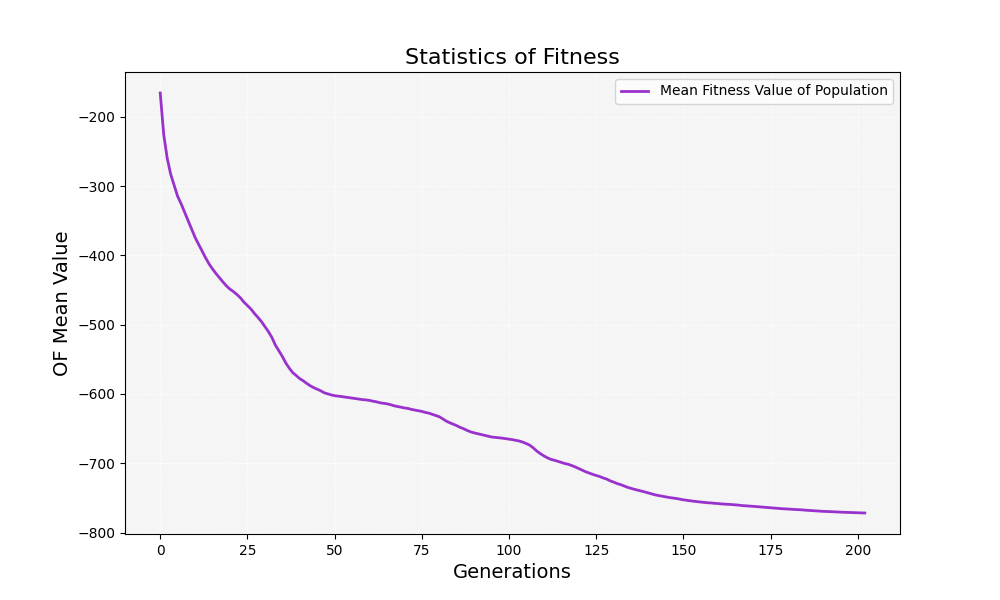 Statistics of Fitness
Mean Fitness Value of Population
OF Mean Value
−200
−300
−400
−500
−600
−700
−800
0 25 50 75 100 125 150 175 200
Generations